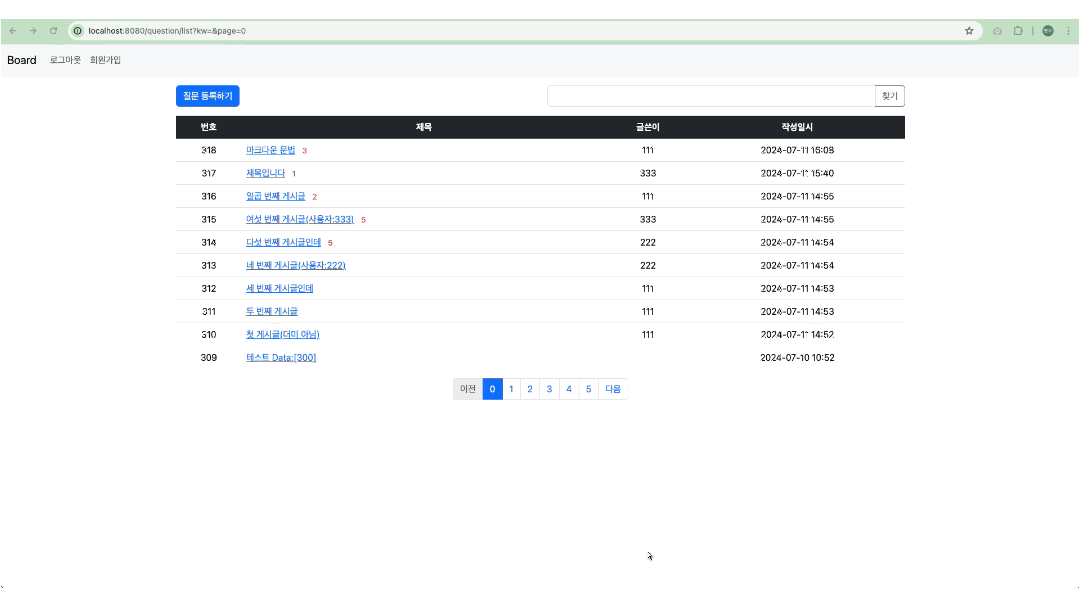 localhost:8080/question/list?kw=&page=0
Board 로그아웃 회원가입
질문 등록하기 찾기
번호 제목 글쓴이 작성일시
318 마크다운 문법 3 111 2024-07-11 16:08
317 제목입니다 1 333 2024-07-11 15:40
316 일곱 번째 게시글 2 111 2024-07-11 14:55
315 여섯 번째 게시글(사용자:333) 5 333 2024-07-11 14:55
314 다섯 번째 게시글인데 5 222 2024-07-11 14:54
313 네 번째 게시글(사용자:222) 222 2024-07-11 14:54
312 세 번째 게시글인데 111 2024-07-11 14:53
311 두 번째 게시글 111 2024-07-11 14:53
310 첫 게시글(더미 아님) 111 2024-07-11 14:52
309 테스트 Data:[300] 2024-07-10 10:52
이전 0 1 2 3 4 5 다음